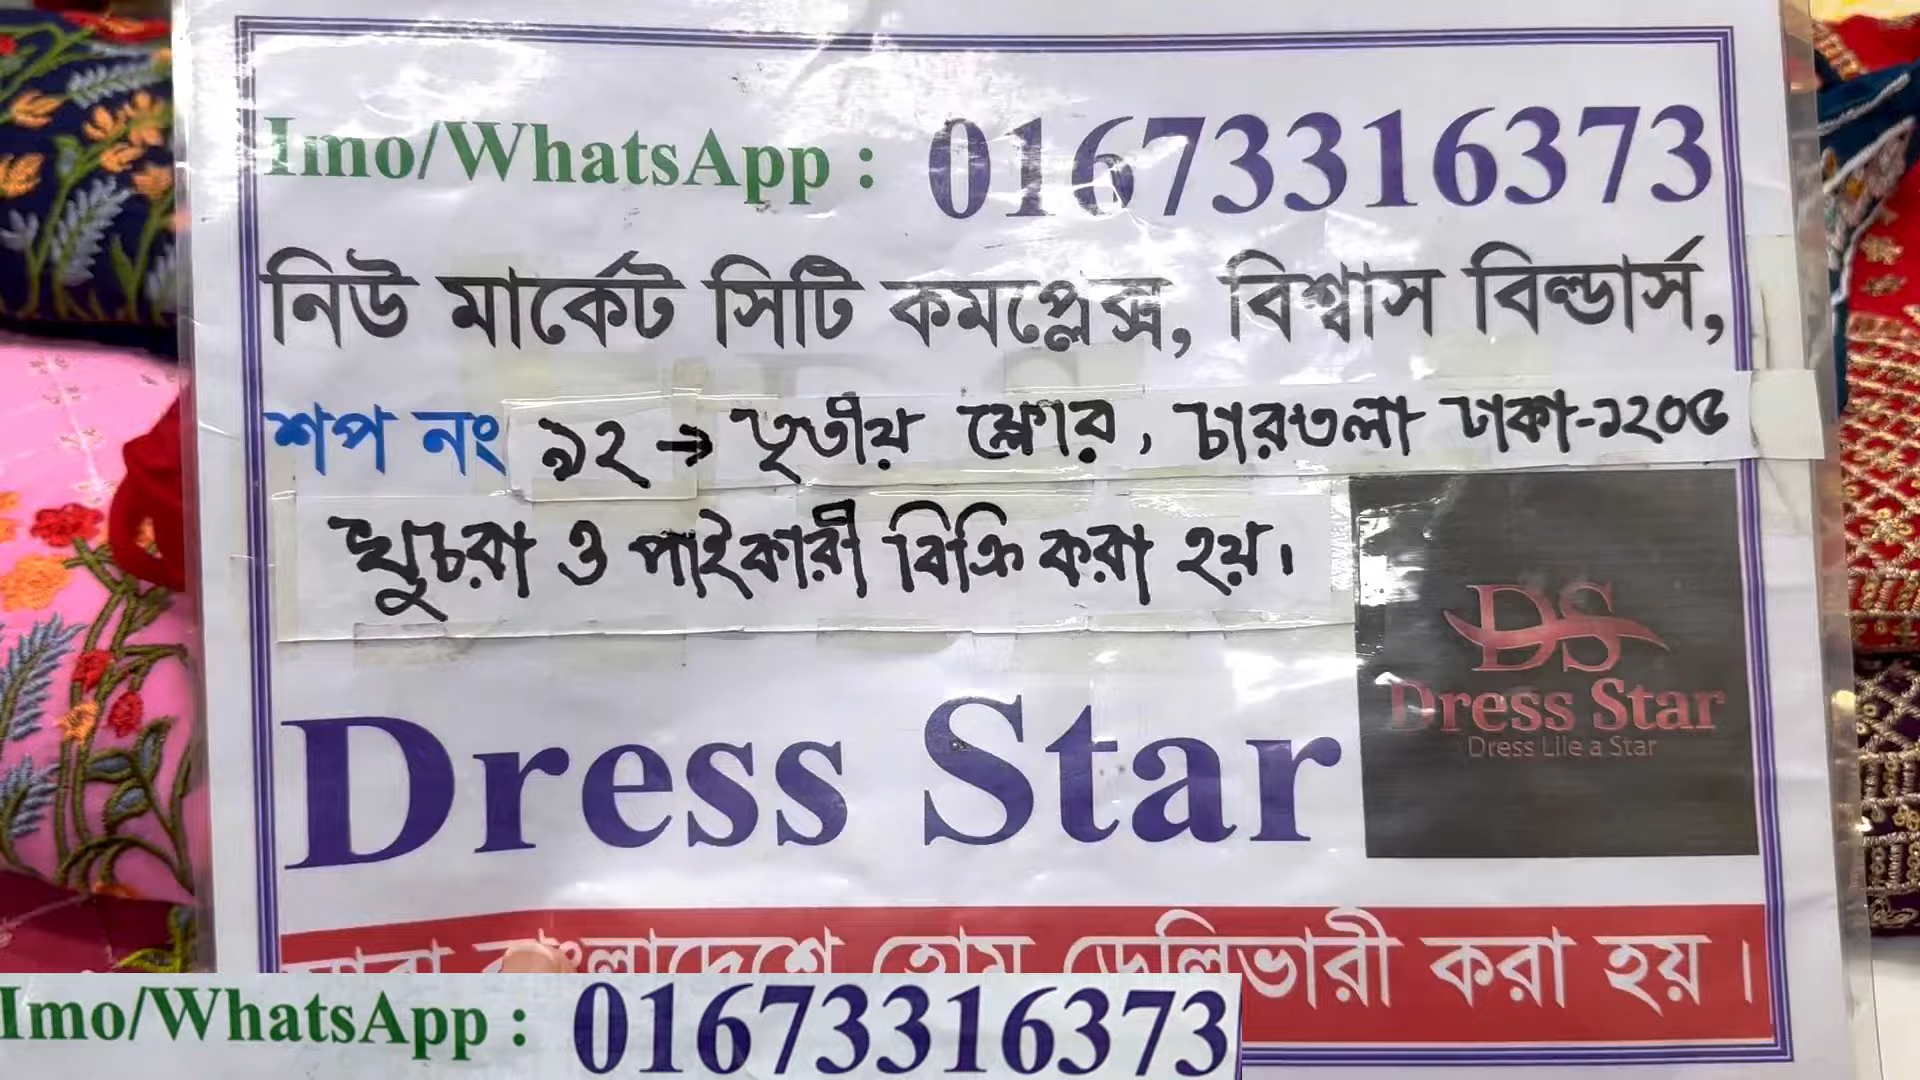 Imo/WhatsApp : 01673316373
নিউ মার্কেট সিটি কমপ্লেক্স, বিশ্বাস বিল্ডার্স,
শপ নং ৯২ → তৃতীয় ফ্লোর, চারতলা ঢাকা-১২০৫
খুচরা ও পাইকারী বিক্রি করা হয়।
DS
Dress Star
Dress Lile a Star
Dress Star
বাংলাদেশে হোম ডেলিভারী করা হয়।
Imo/WhatsApp : 01673316373